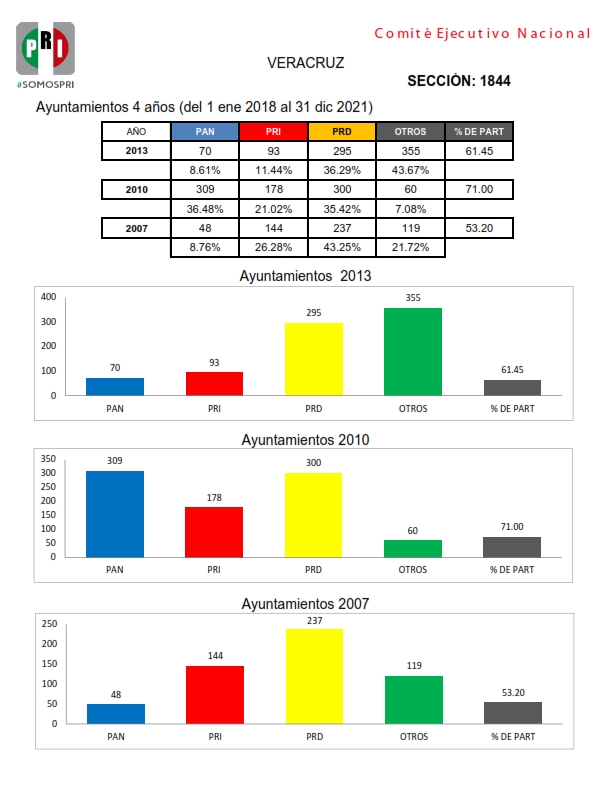 Comité Ejecutivo Nacional
PRI
#SOMOSPRI
VERACRUZ
SECCIÓN: 1844
Ayuntamientos 4 años (del 1 ene 2018 al 31 dic 2021)
AÑO PAN PRI PRD OTROS % DE PART
2013 70 93 295 355 61.45
8.61% 11.44% 36.29% 43.67%
2010 309 178 300 60 71.00
36.48% 21.02% 35.42% 7.08%
2007 48 144 237 119 53.20
8.76% 26.28% 43.25% 21.72%
Ayuntamientos 2013
400
300
200
100
0
70 93 295 355 61.45
PAN PRI PRD OTROS % DE PART
Ayuntamientos 2010
350
300
250
200
150
100
50
0
309 178 300 60 71.00
PAN PRI PRD OTROS % DE PART
Ayuntamientos 2007
250
200
150
100
50
0
48 144 237 119 53.20
PAN PRI PRD OTROS % DE PART